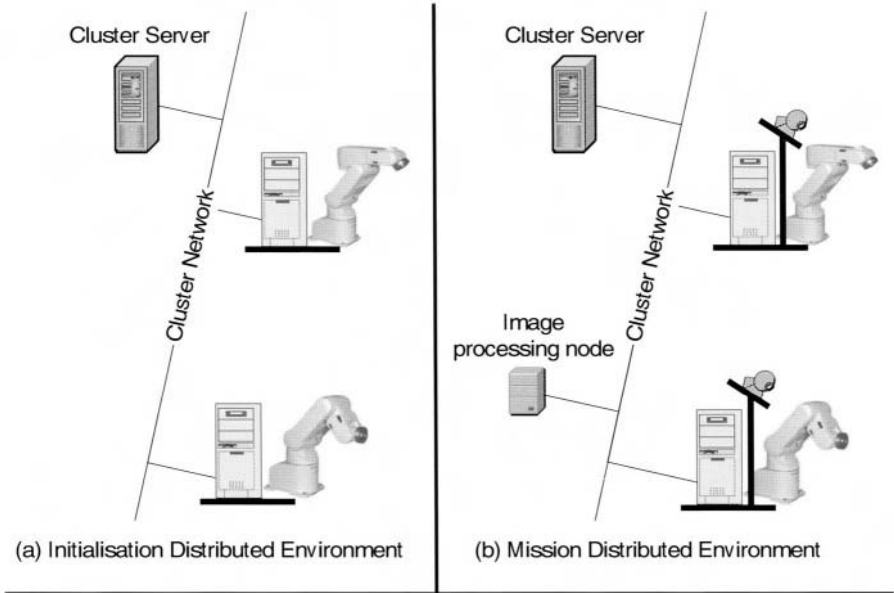 Cluster Server
Cluster Network
(a) Initialisation Distributed Environment
Cluster Server
Cluster Network
Image
processing node
(b) Mission Distributed Environment